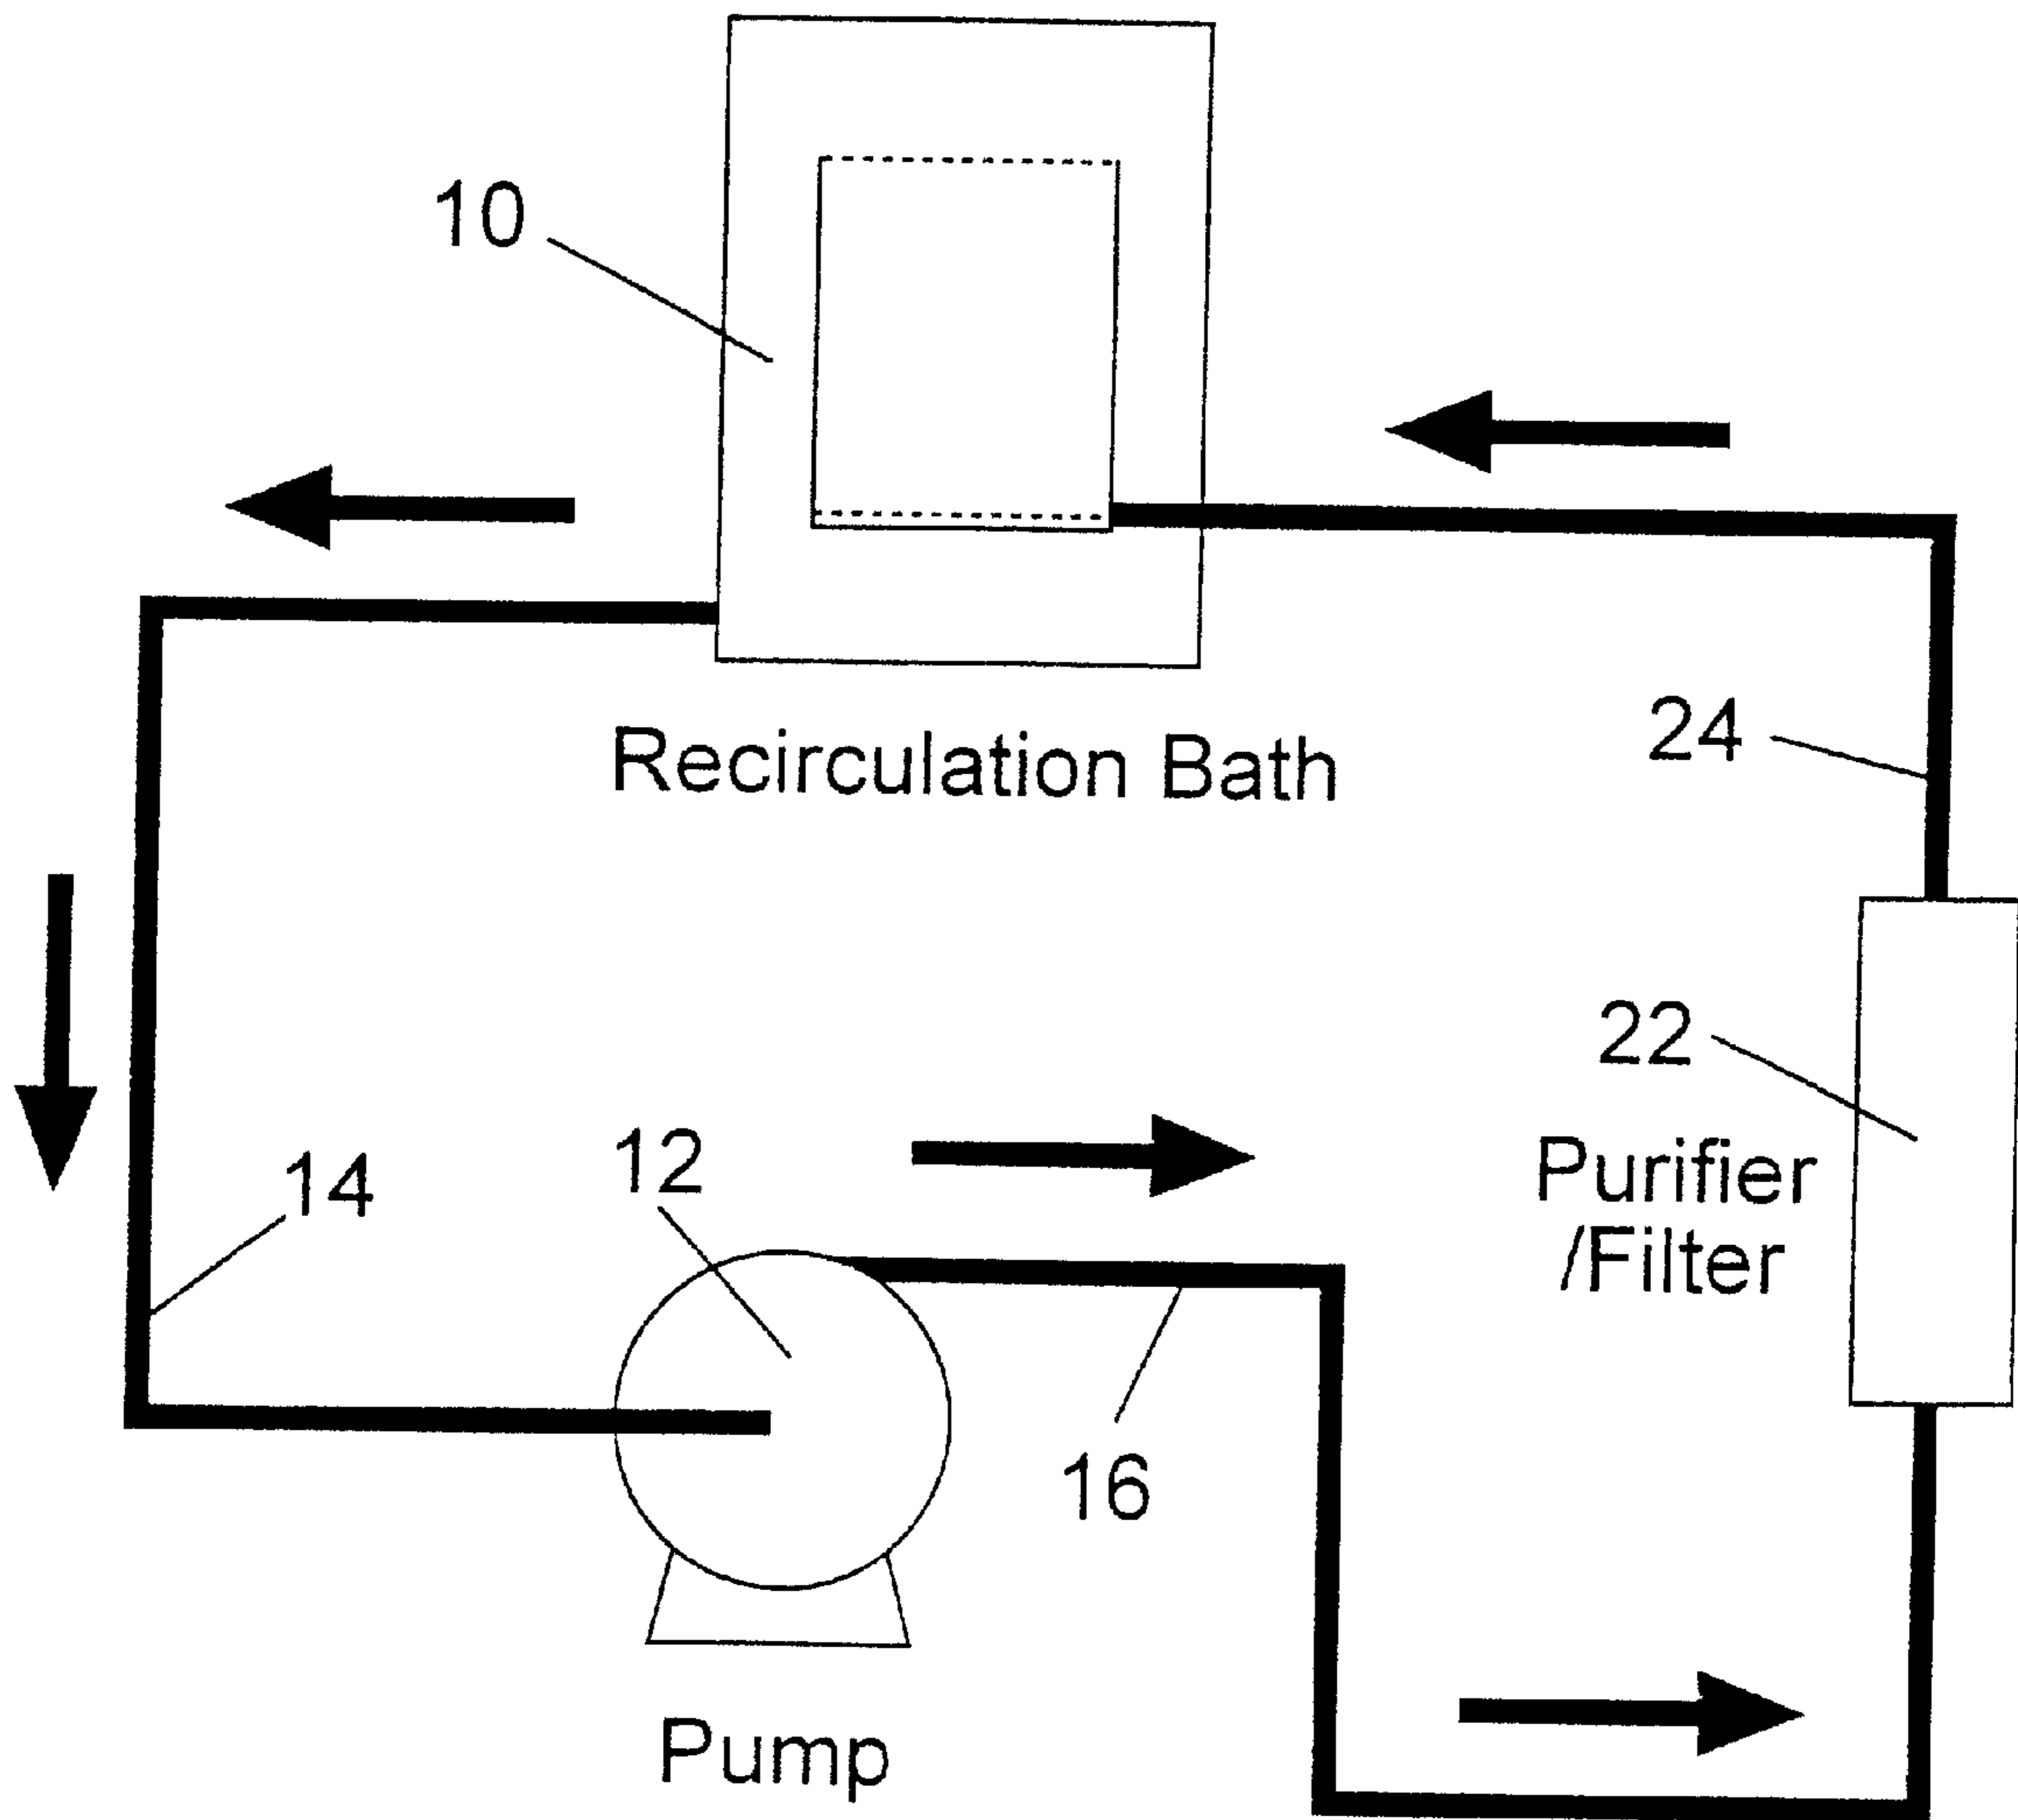 10
Recirculation Bath
24
22
Purifier
/Filter
14
12
16
Pump